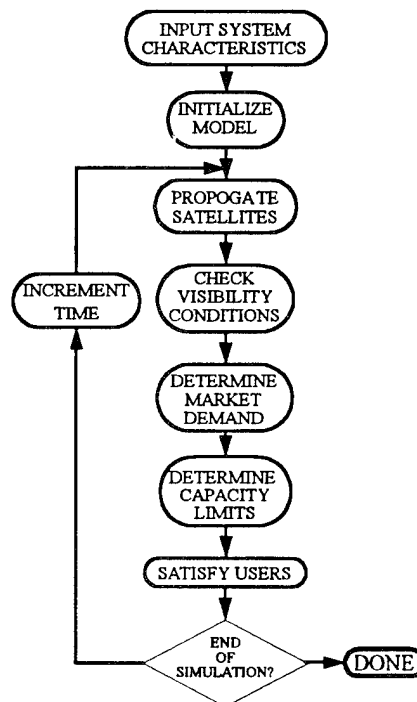 INPUT SYSTEM
CHARACTERISTICS
INITIALIZE
MODEL
PROPOGATE
SATELLITES
CHECK
VISIBILITY
CONDITIONS
INCREMENT
TIME
DETERMINE
MARKET
DEMAND
DETERMINE
CAPACITY
LIMITS
SATISFY USERS
END
OF
SIMULATION?
DONE